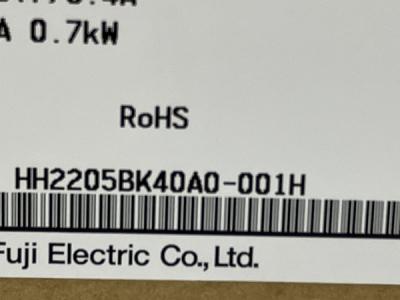 A 0.7kW
RoHS
HH2205BK40A0-001H
Fuji Electric Co., Ltd.